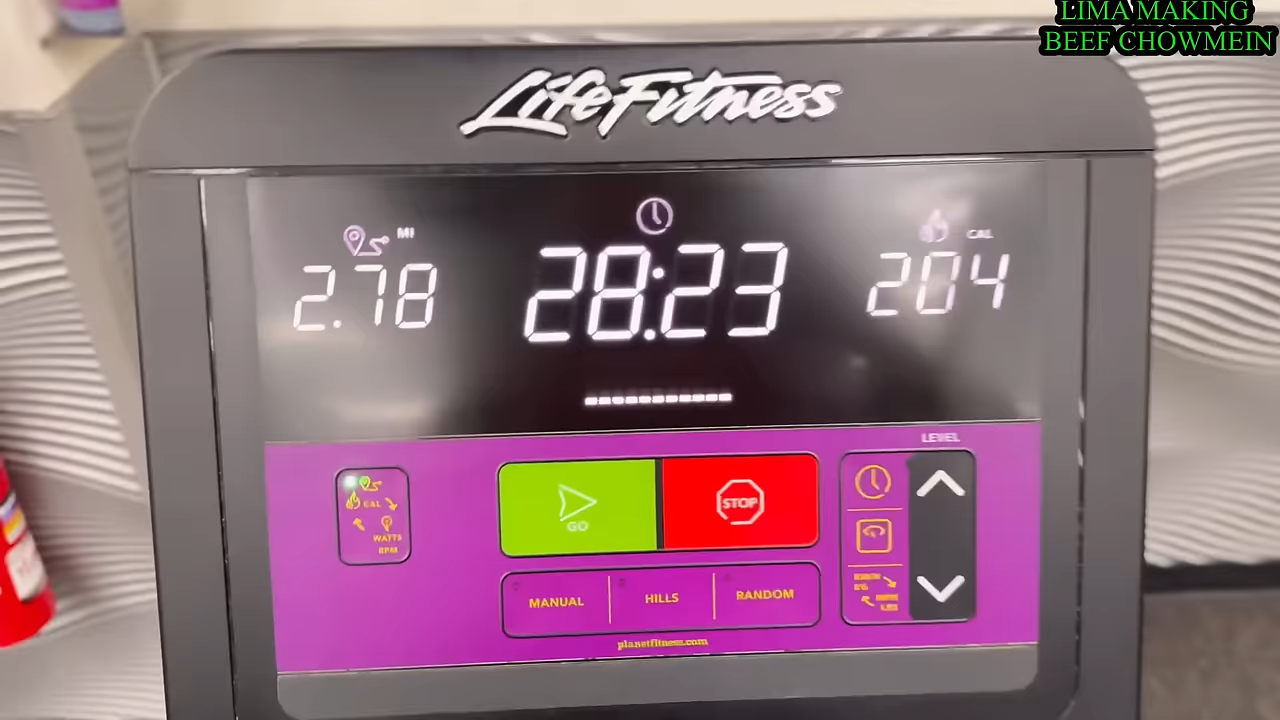 LIMA MAKING
BEEF CHOWMEIN
LifeFitness
MI
2.78
28:23
CAL
204
LEVEL
CAL
WATTS
RPM
GO
STOP
MANUAL
HILLS
RANDOM
planetfitness.com